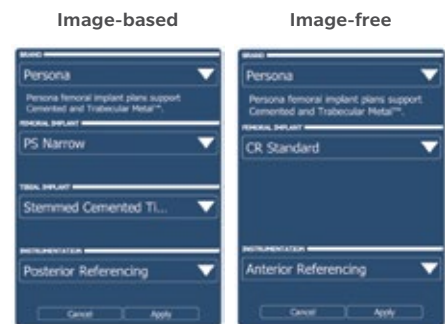 Image-based
BRAND
Persona
Persona femoral implant plans support
Cemented and Trabecular Metal™.
FEMORAL IMPLANT
PS Narrow
TIBIAL IMPLANT
Stemmed Cemented Ti...
INSTRUMENTATION
Posterior Referencing
Cancel
Apply
Image-free
BRAND
Persona
Persona femoral implant plans support
Cemented and Trabecular Metal™.
FEMORAL IMPLANT
CR Standard
INSTRUMENTATION
Anterior Referencing
Cancel
Apply